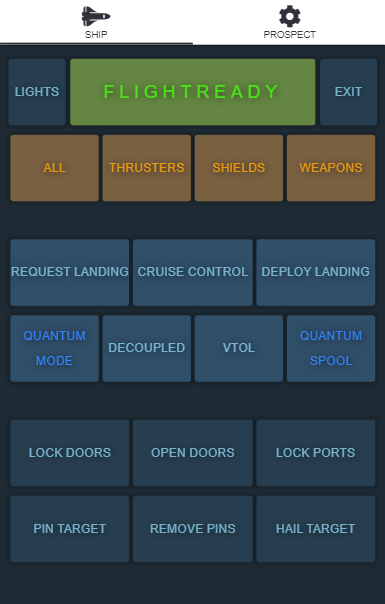 SHIP PROSPECT
LIGHTS FLIGHTREADY EXIT
ALL THRUSTERS SHIELDS WEAPONS
REQUEST LANDING CRUISE CONTROL DEPLOY LANDING
QUANTUM MODE DECOUPLED VTOL QUANTUM SPOOL
LOCK DOORS OPEN DOORS LOCK PORTS
PIN TARGET REMOVE PINS HAIL TARGET